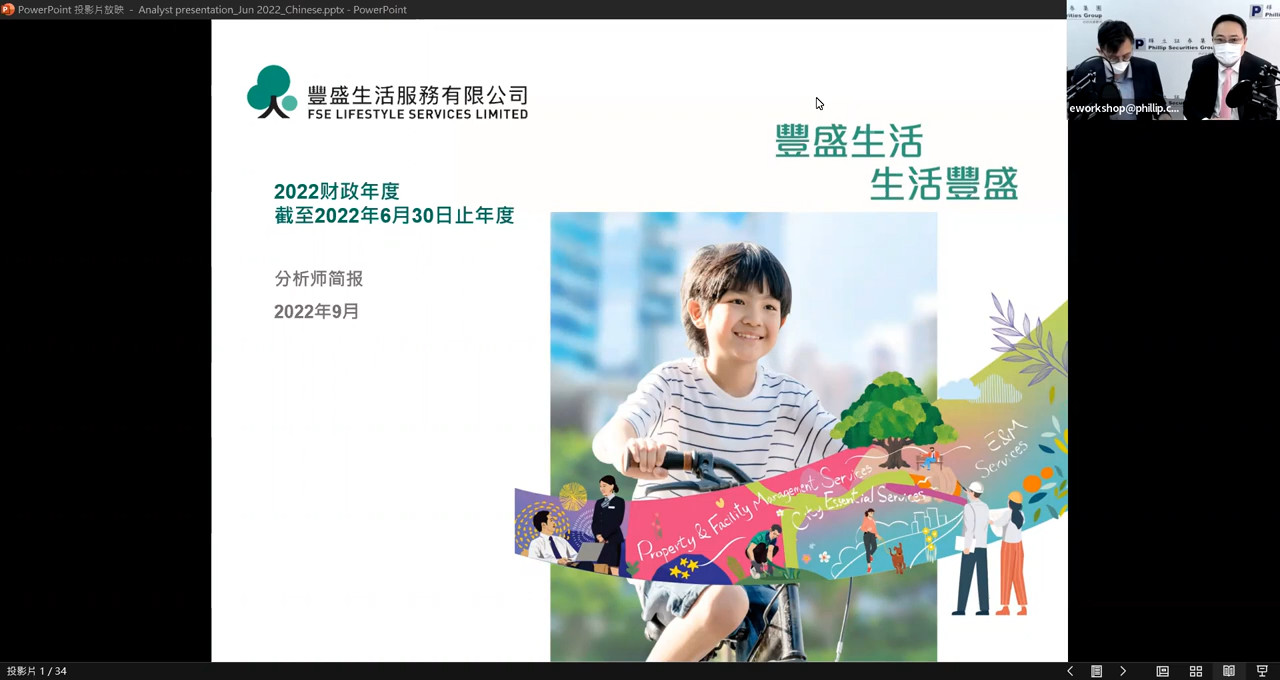 PowerPoint 投影片放映 - Analyst presentation_Jun 2022_Chinese.pptx - PowerPoint
豐盛生活服務有限公司
FSE LIFESTYLE SERVICES LIMITED
豐盛生活
生活豐盛
2022财政年度
截至2022年6月30日止年度
分析师简报
2022年9月
Property & Facility Management Services
City Essential Services
E&M
Services
Phillip Securities Group
eworkshop@phillip.c...
投影片 1 / 34